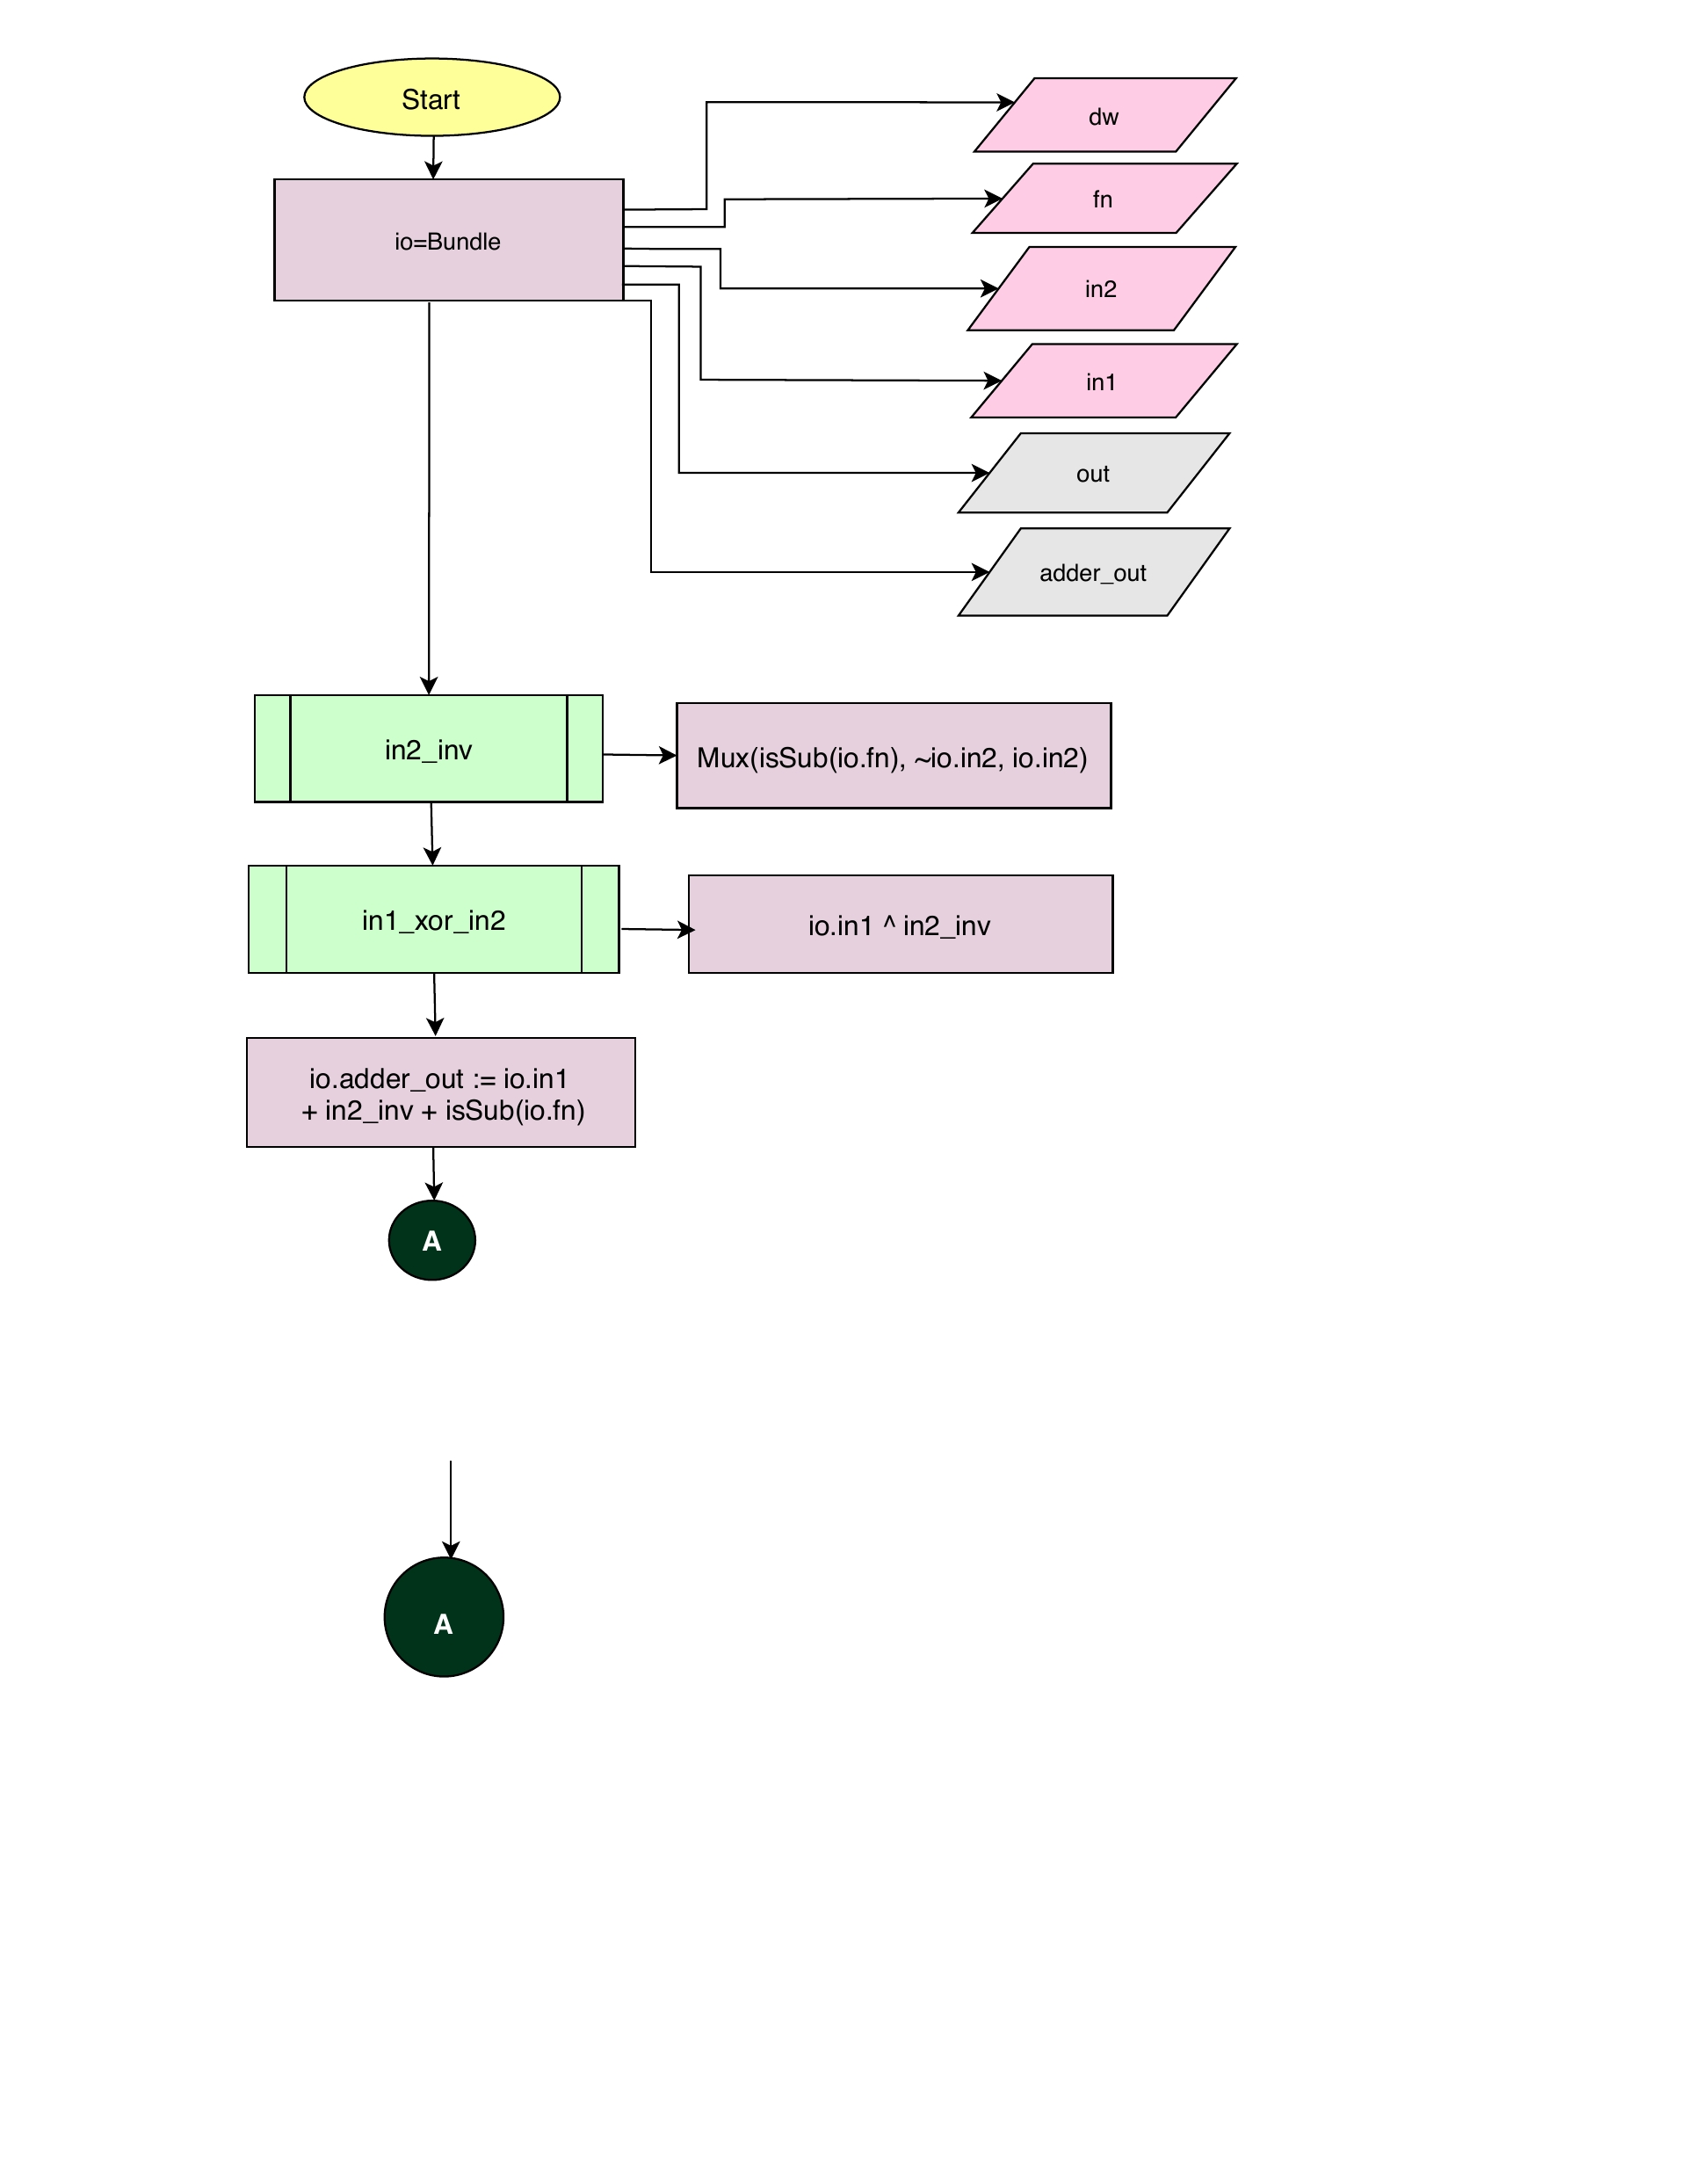 Start
dw
fn
io=Bundle
in2
in1
out
adder_out
in2_inv
Mux(isSub(io.fn), ~io.in2, io.in2)
in1_xor_in2
io.in1 ^ in2_inv
io.adder_out := io.in1
+ in2_inv + isSub(io.fn)
A
A